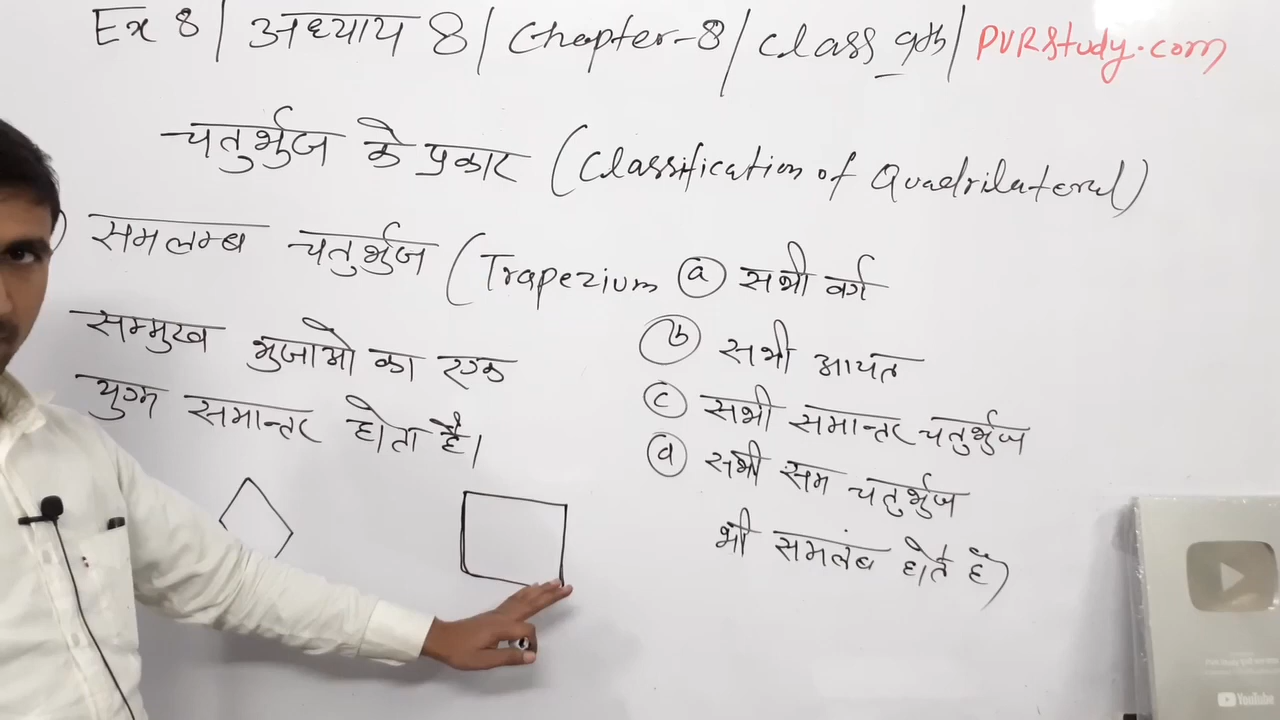 Ex 8 | अध्याय 8 | Chapter-8 | Class 9th | PVRStudy.com
चतुर्भुज के प्रकार (Classification of Quadrilateral)
) समलम्ब चतुर्भुज (Trapezium
सम्मुख भुजाओ का एक
युग्म समान्तर होता है।
(a) सभी वर्ग
(b) सभी आयत
(c) सभी समान्तर चतुर्भुज
(d) सभी सम चतुर्भुज
भी समलंब होते हैं)
YouTube